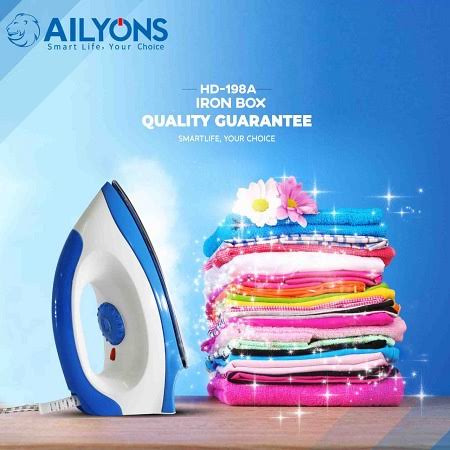 AILYONS
Smart Life, Your Choice
HD-198A
IRON BOX
QUALITY GUARANTEE
SMARTLIFE, YOUR CHOICE